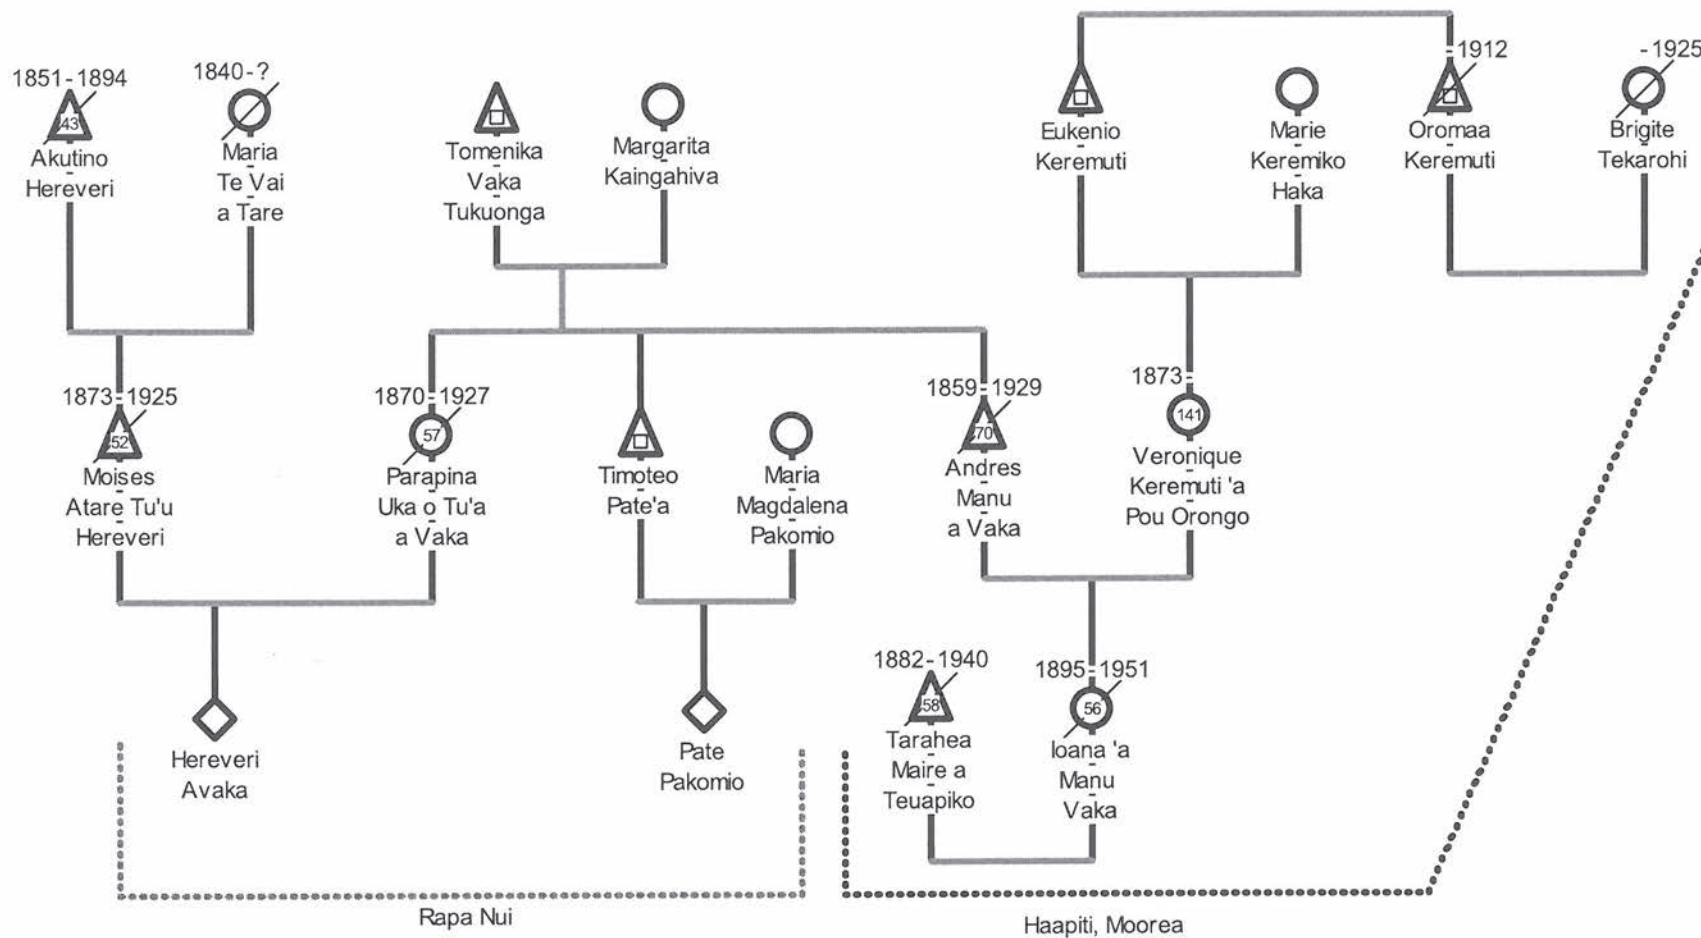 1851-1894
43
Akutino
Hereveri
1840-?
Maria
Te Vai
a Tare
Tomenika
Vaka
Tukuonga
Margarita
Kaingahiva
Eukenio
Keremuti
Marie
Keremiko
Haka
-1912
Oromaa
Keremuti
-1925
Brigite
Tekarohi
1873-1925
52
Moises
Atare Tu'u
Hereveri
1870-1927
57
Parapina
Uka o Tu'a
a Vaka
Timoteo
Pate'a
Maria
Magdalena
Pakomio
1859-1929
70
Andres
Manu
a Vaka
1873-
141
Veronique
Keremuti 'a
Pou Orongo
Hereveri
Avaka
Pate
Pakomio
1882-1940
58
Tarahea
Maire a
Teuapiko
1895-1951
56
Ioana 'a
Manu
Vaka
Rapa Nui
Haapiti, Moorea